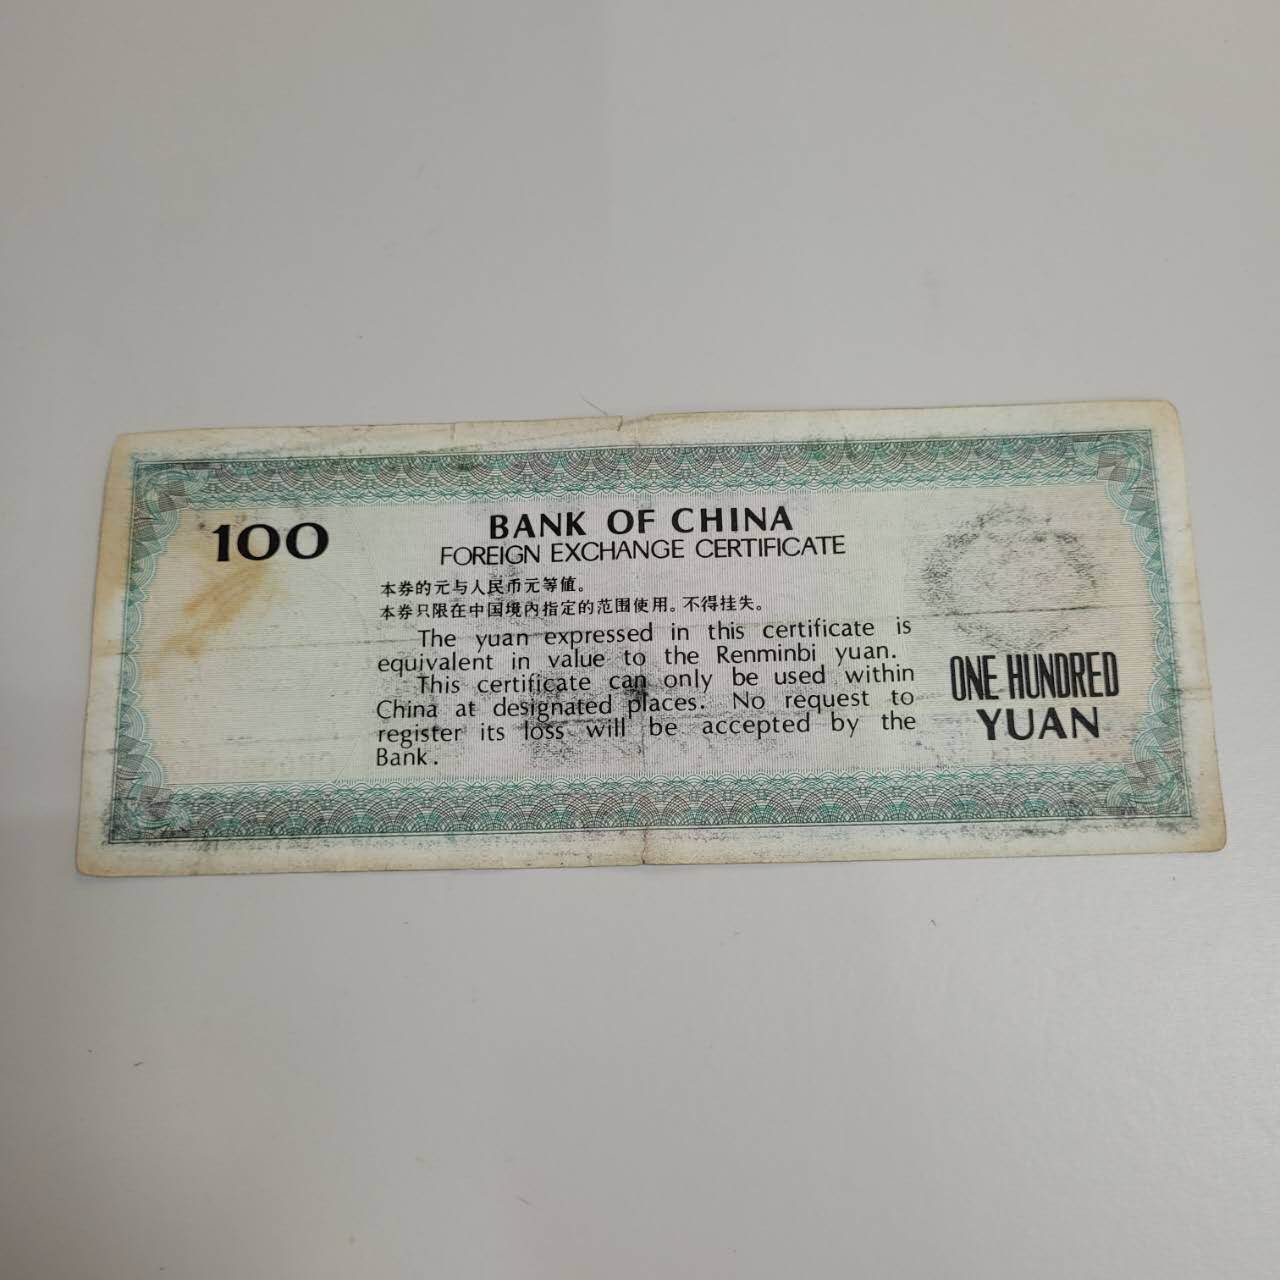 100
BANK OF CHINA
FOREIGN EXCHANGE CERTIFICATE
本券的元与人民币元等值。
本券只限在中国境内指定的范围使用。不得挂失。
The yuan expressed in this certificate is
equivalent in value to the Renminbi yuan.
This certificate can only be used within
China at designated places. No request to
register its loss will be accepted by the
Bank.
ONE HUNDRED
YUAN